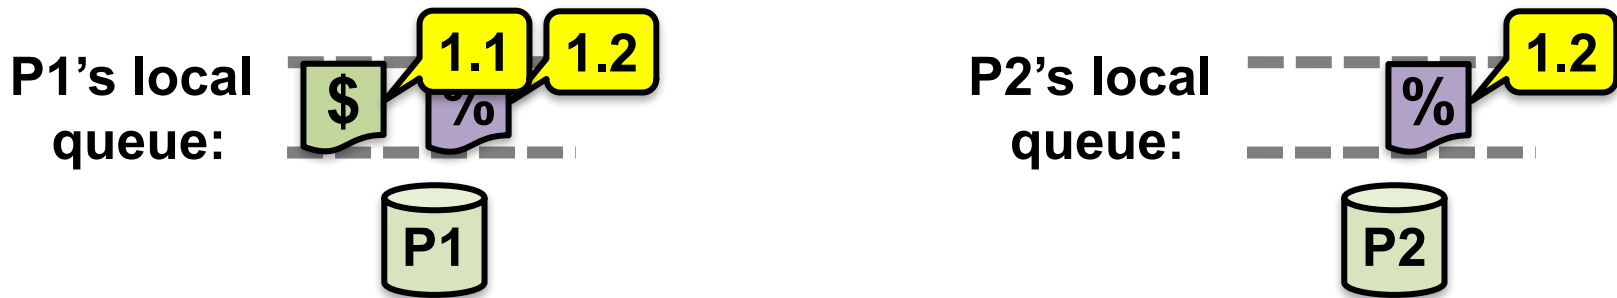 P1’s local
queue:
$
1.1
%
1.2
P1
P2’s local
queue:
%
1.2
P2